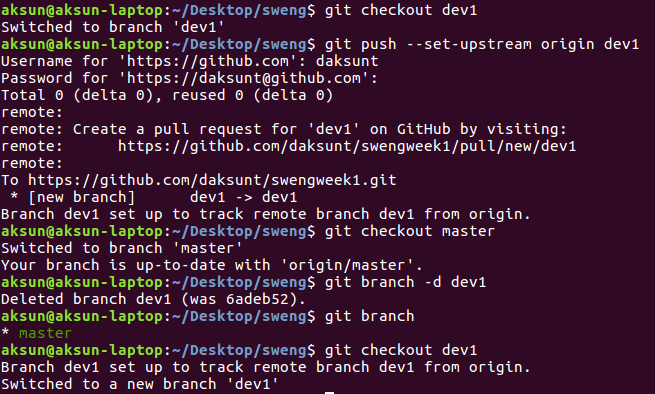 aksun@aksun-laptop:~/Desktop/sweng$ git checkout dev1
Switched to branch 'dev1'
aksun@aksun-laptop:~/Desktop/sweng$ git push --set-upstream origin dev1
Username for 'https://github.com': daksunt
Password for 'https://daksunt@github.com':
Total 0 (delta 0), reused 0 (delta 0)
remote:
remote: Create a pull request for 'dev1' on GitHub by visiting:
remote:      https://github.com/daksunt/swengweek1/pull/new/dev1
remote:
To https://github.com/daksunt/swengweek1.git
 * [new branch]      dev1 -> dev1
Branch dev1 set up to track remote branch dev1 from origin.
aksun@aksun-laptop:~/Desktop/sweng$ git checkout master
Switched to branch 'master'
Your branch is up-to-date with 'origin/master'.
aksun@aksun-laptop:~/Desktop/sweng$ git branch -d dev1
Deleted branch dev1 (was 6adeb52).
aksun@aksun-laptop:~/Desktop/sweng$ git branch
* master
aksun@aksun-laptop:~/Desktop/sweng$ git checkout dev1
Branch dev1 set up to track remote branch dev1 from origin.
Switched to a new branch 'dev1'